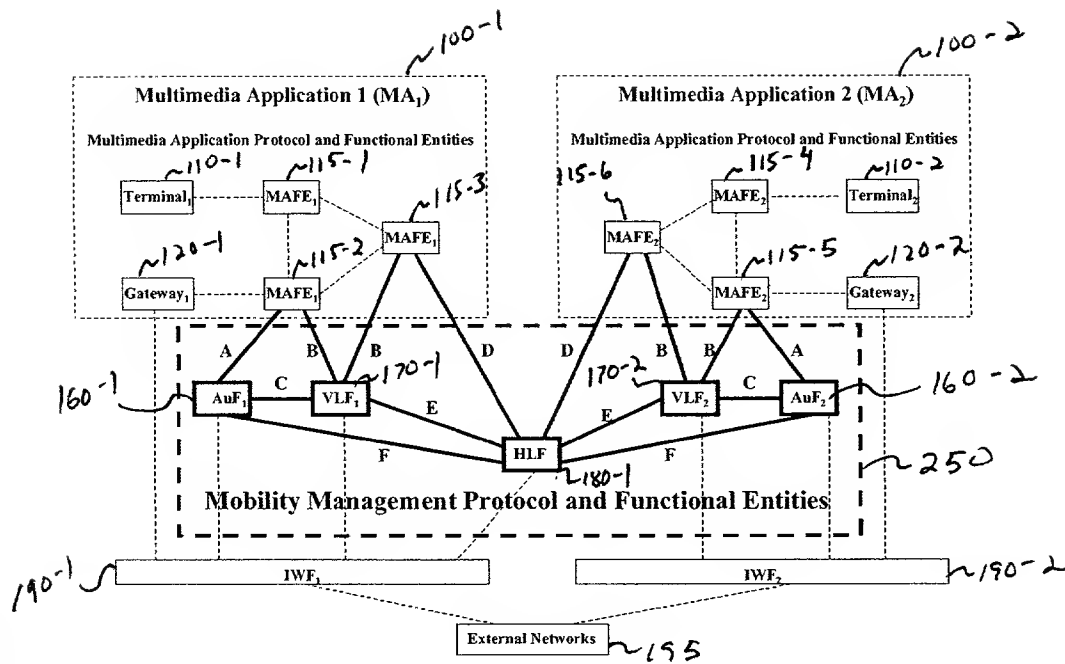 100-1
100-2
Multimedia Application 1 (MA₁)
Multimedia Application 2 (MA₂)
Multimedia Application Protocol and Functional Entities
Multimedia Application Protocol and Functional Entities
110-1
115-1
115-3
115-6
115-4
110-2
Terminal₁
MAFE₁
MAFE₂
Terminal₂
MAFE₁
MAFE₂
120-1
115-2
115-5
120-2
Gateway₁
MAFE₁
MAFE₂
Gateway₂
A
B
B
D
D
B
B
A
160-1
170-1
170-2
160-2
AuF₁
C
VLF₁
VLF₂
C
AuF₂
E
E
F
HLF
F
180-1
250
Mobility Management Protocol and Functional Entities
190-1
IWF₁
IWF₂
190-2
External Networks
195